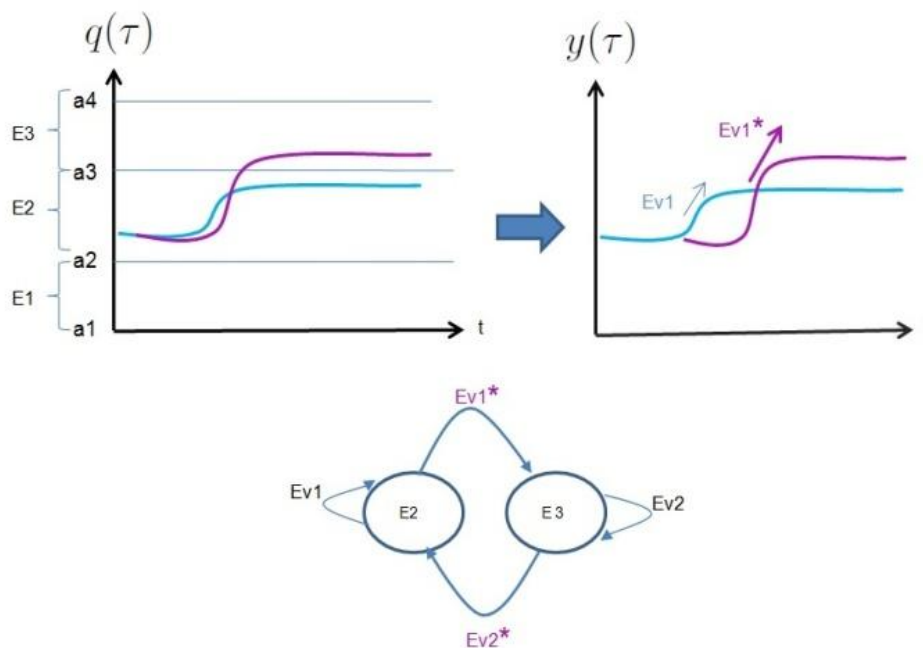 q(τ)
y(τ)
a4
E3
a3
E2
a2
E1
a1
t
Ev1*
Ev1
Ev1*
Ev1
E2
E3
Ev2
Ev2*